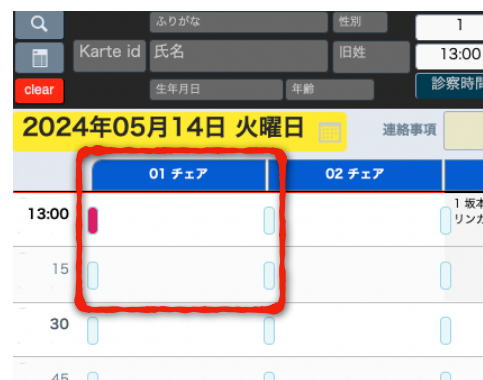 ふりがな 性別 1
Karte id 氏名 旧姓 13:00
clear 生年月日 年齢 診察時間
2024年05月14日 火曜日 連絡事項
01 チェア 02 チェア
13:00 1 坂本
リンガ
15
30
45